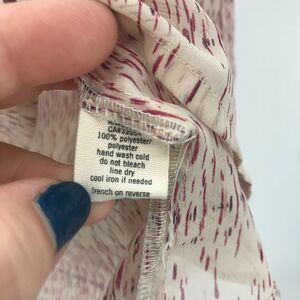 100% polyester/
polyester
hand wash cold
do not bleach
line dry
cool iron if needed
french on reverse